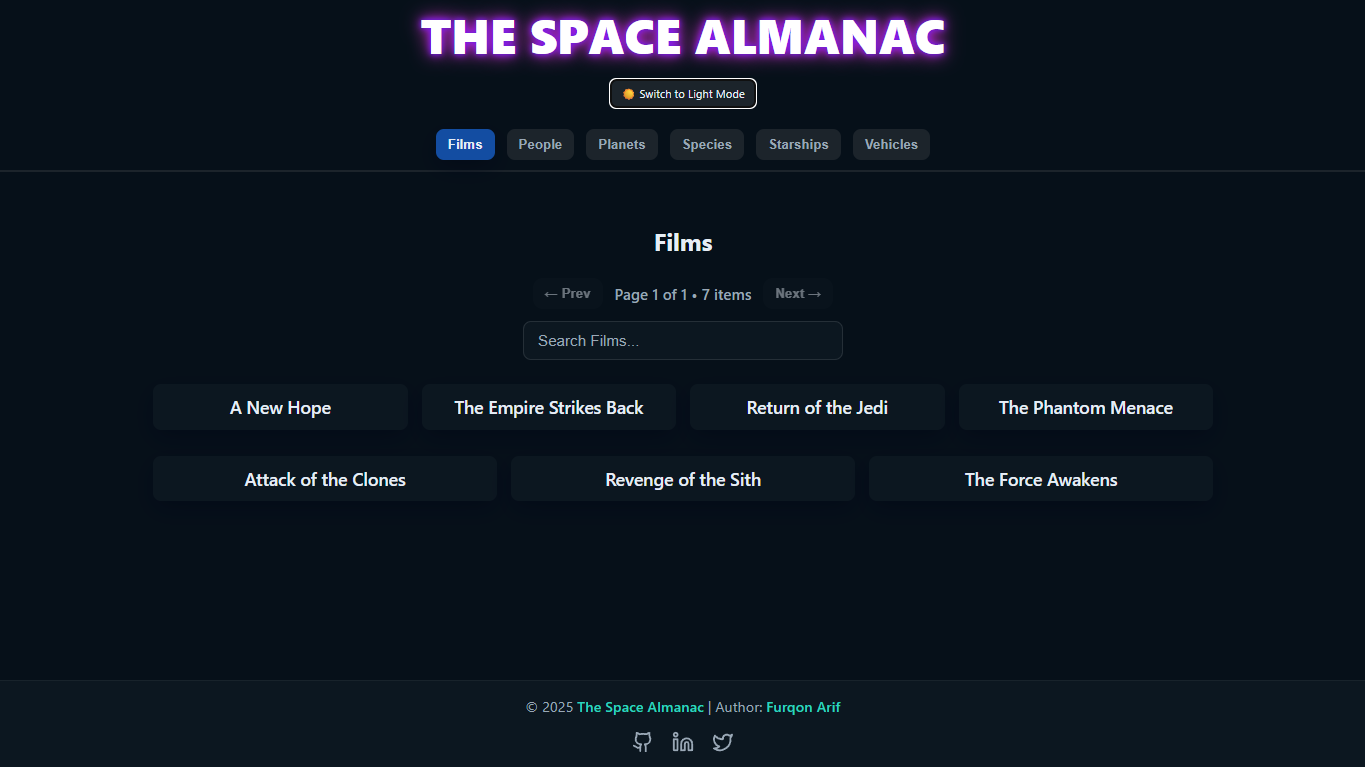 THE SPACE ALMANAC
Switch to Light Mode
Films People Planets Species Starships Vehicles
Films
← Prev Page 1 of 1 • 7 items Next →
Search Films...
A New Hope The Empire Strikes Back Return of the Jedi The Phantom Menace
Attack of the Clones Revenge of the Sith The Force Awakens
© 2025 The Space Almanac | Author: Furqon Arif
in